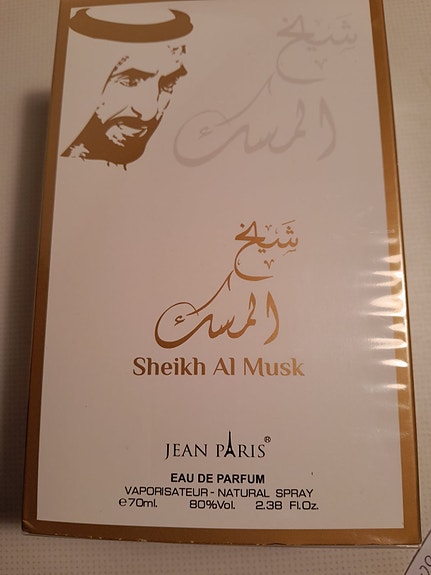 شيخ
المسك
شَيخ
المسك
Sheikh Al Musk
JEAN PARIS®
EAU DE PARFUM
VAPORISATEUR - NATURAL SPRAY
℮70ml. 80%Vol. 2.38 Fl.Oz.